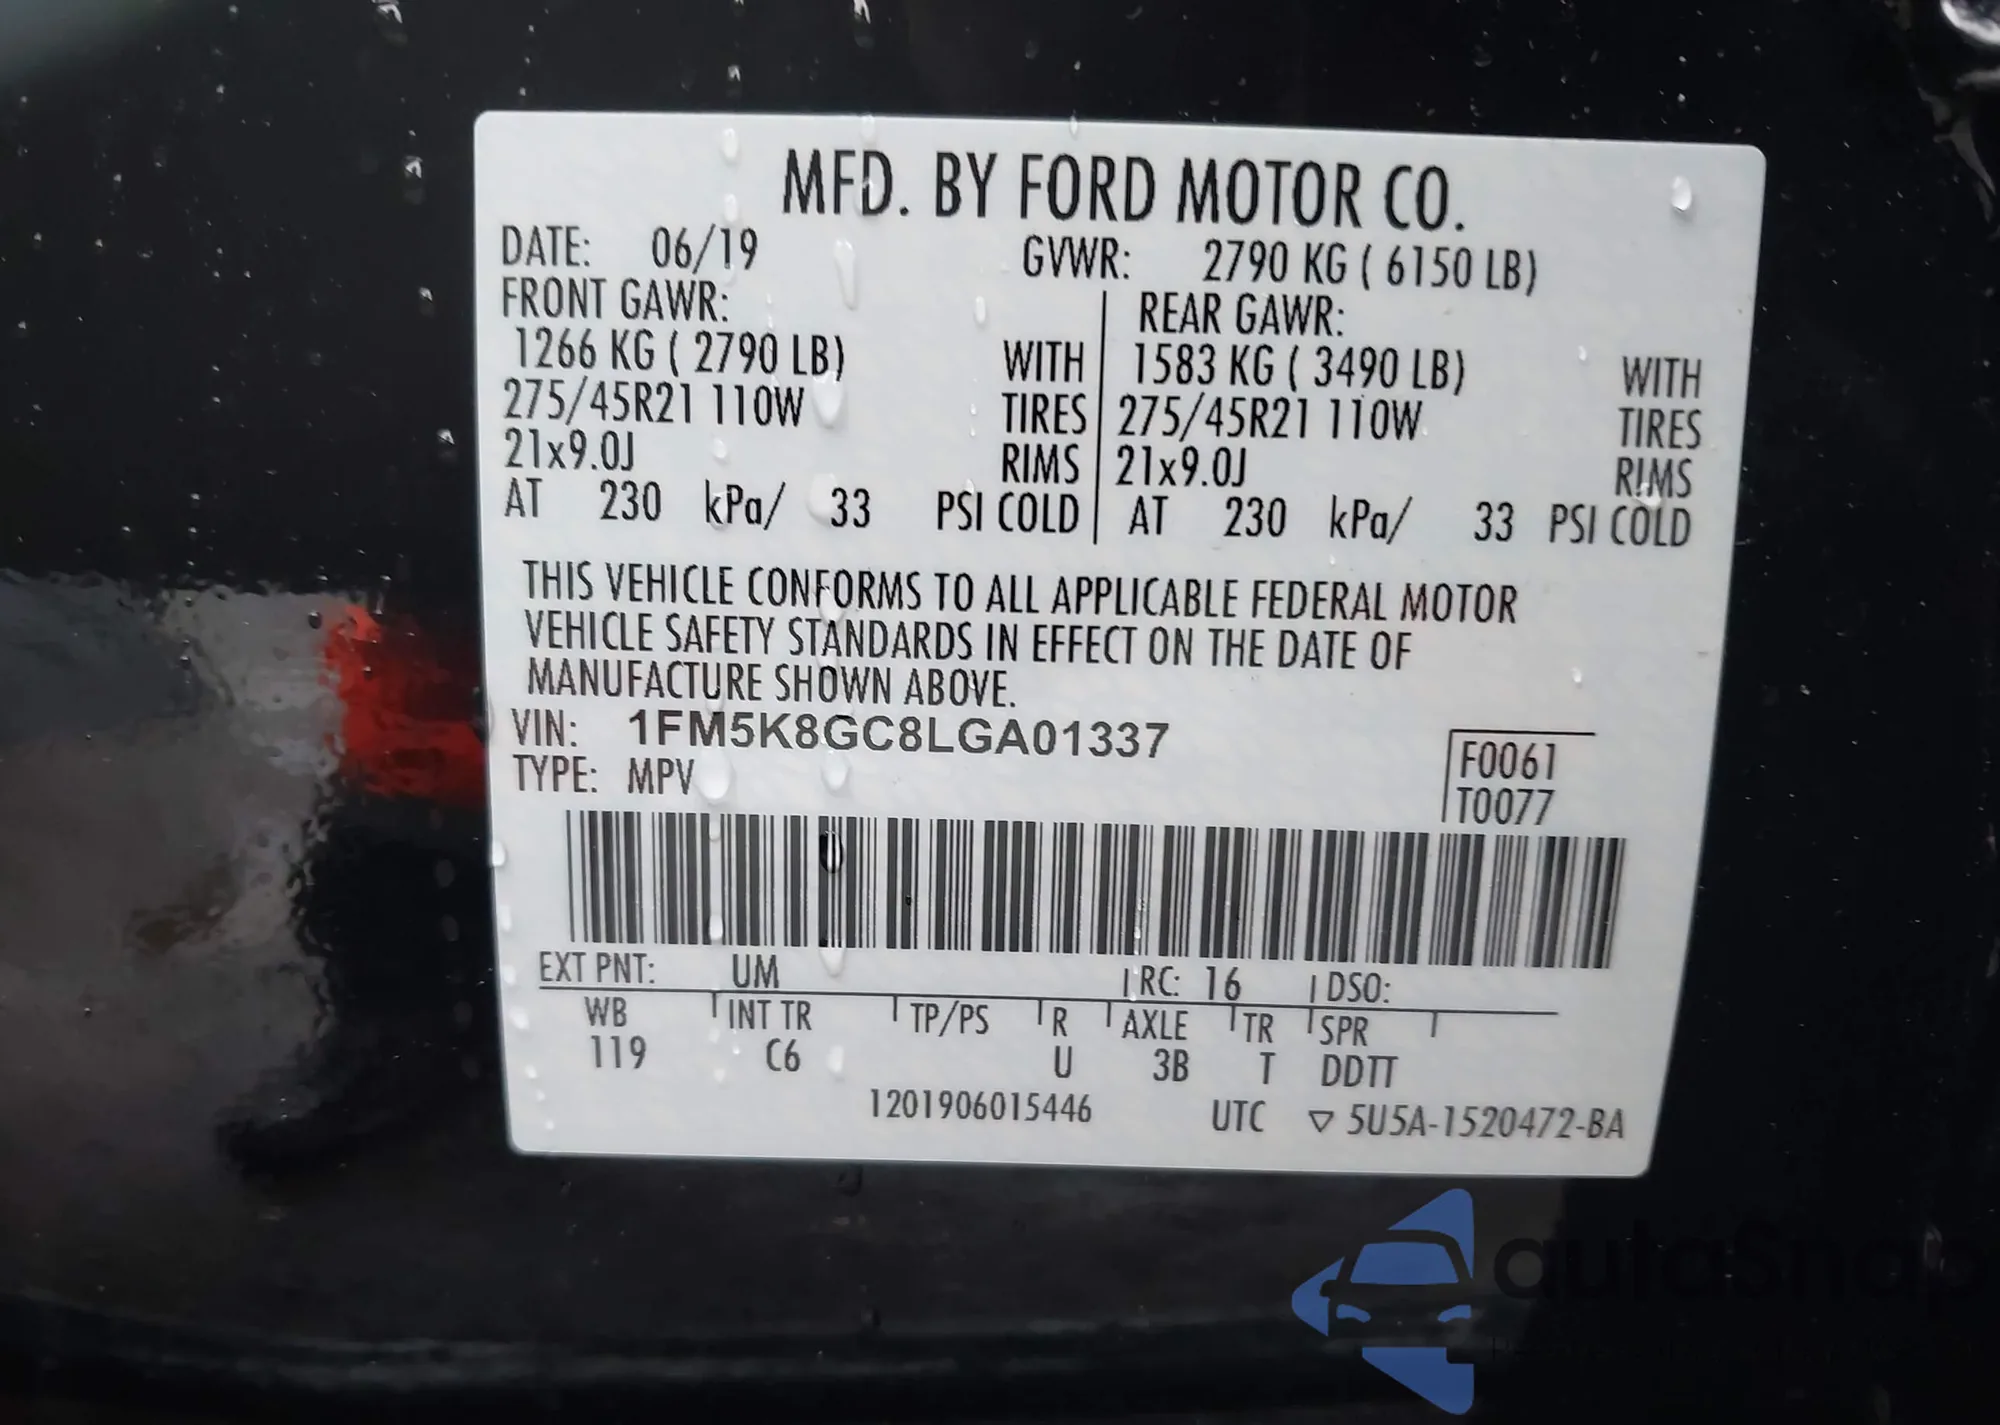 MFD. BY FORD MOTOR CO.
DATE: 06/19 GVWR: 2790 KG ( 6150 LB)
FRONT GAWR: REAR GAWR:
1266 KG ( 2790 LB) WITH 1583 KG ( 3490 LB) WITH
275/45R21 110W TIRES 275/45R21 110W TIRES
21x9.0J RIMS 21x9.0J RIMS
AT 230 kPa/ 33 PSI COLD AT 230 kPa/ 33 PSI COLD
THIS VEHICLE CONFORMS TO ALL APPLICABLE FEDERAL MOTOR
VEHICLE SAFETY STANDARDS IN EFFECT ON THE DATE OF
MANUFACTURE SHOWN ABOVE.
VIN: 1FM5K8GC8LGA01337
TYPE: MPV
F0061
T0077
EXT PNT: UM RC: 16 DSO:
WB INT TR TP/PS R AXLE TR SPR
119 C6 U 3B T DDTT
1201906015446 UTC ▽ 5U5A-1520472-BA
autosnap